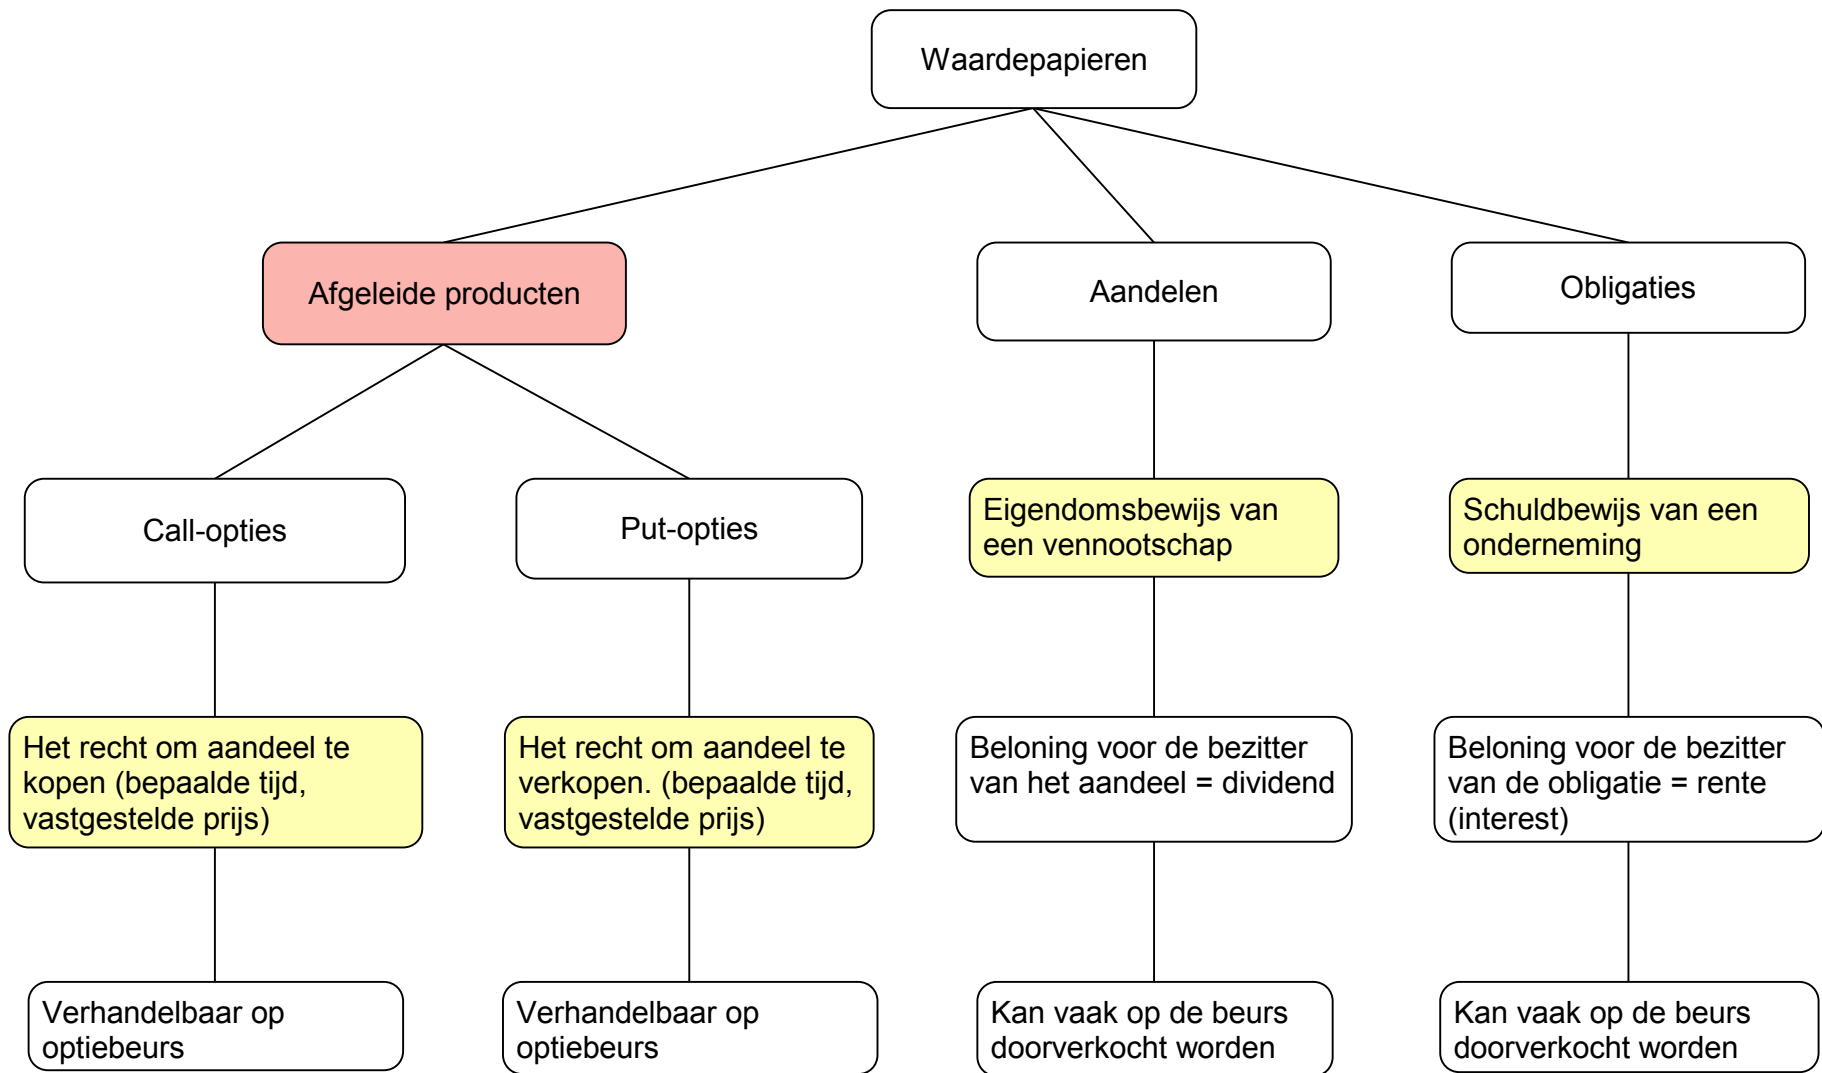 Waardepapieren
Afgeleide producten
Aandelen
Obligaties
Call-opties
Put-opties
Eigendomsbewijs van
een vennootschap
Schuldbewijs van een
onderneming
Het recht om aandeel te
kopen (bepaalde tijd,
vastgestelde prijs)
Het recht om aandeel te
verkopen. (bepaalde tijd,
vastgestelde prijs)
Beloning voor de bezitter
van het aandeel = dividend
Beloning voor de bezitter
van de obligatie = rente
(interest)
Verhandelbaar op
optiebeurs
Verhandelbaar op
optiebeurs
Kan vaak op de beurs
doorverkocht worden
Kan vaak op de beurs
doorverkocht worden